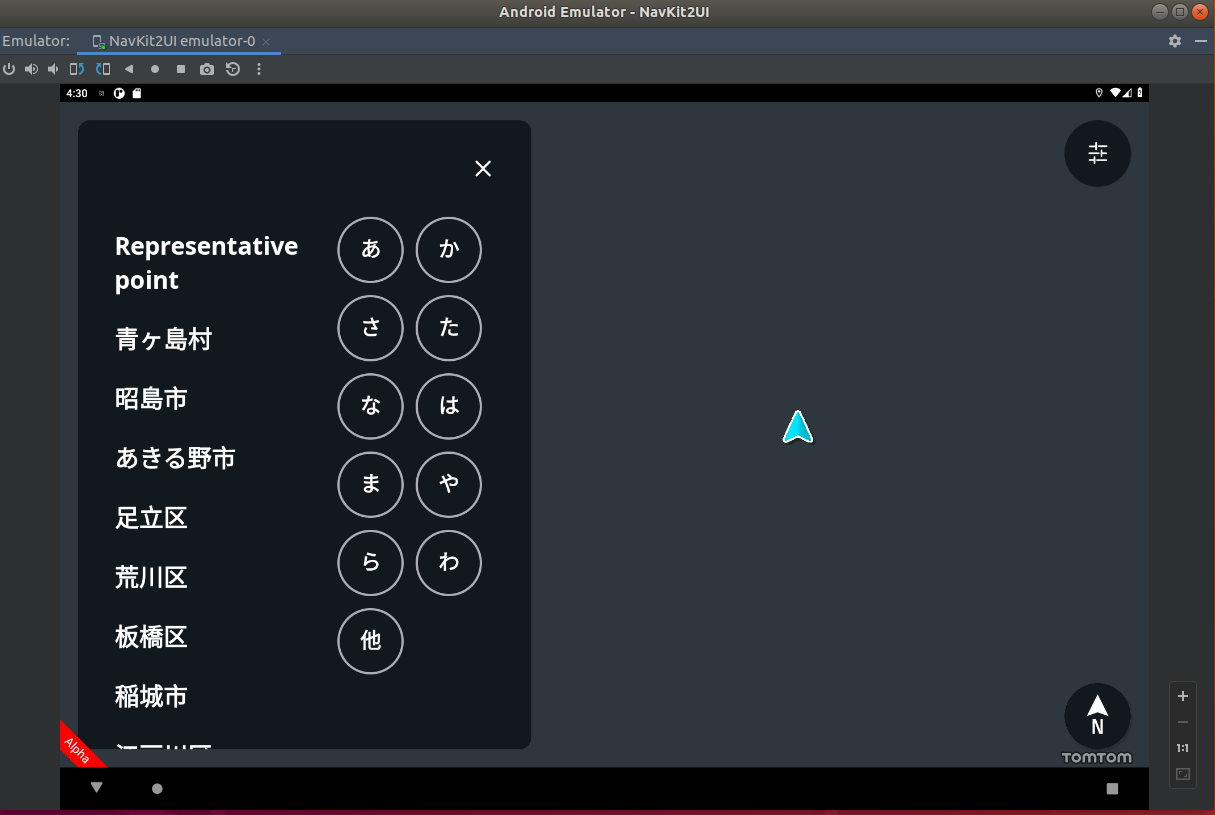 Android Emulator - NavKit2UI
Emulator:
NavKit2UI emulator-0
4:30
Representative
point
青ヶ島村
昭島市
あきる野市
足立区
荒川区
板橋区
稲城市
あ
か
さ
た
な
は
ま
や
ら
わ
他
Alpha
N
TOMTOM
1:1